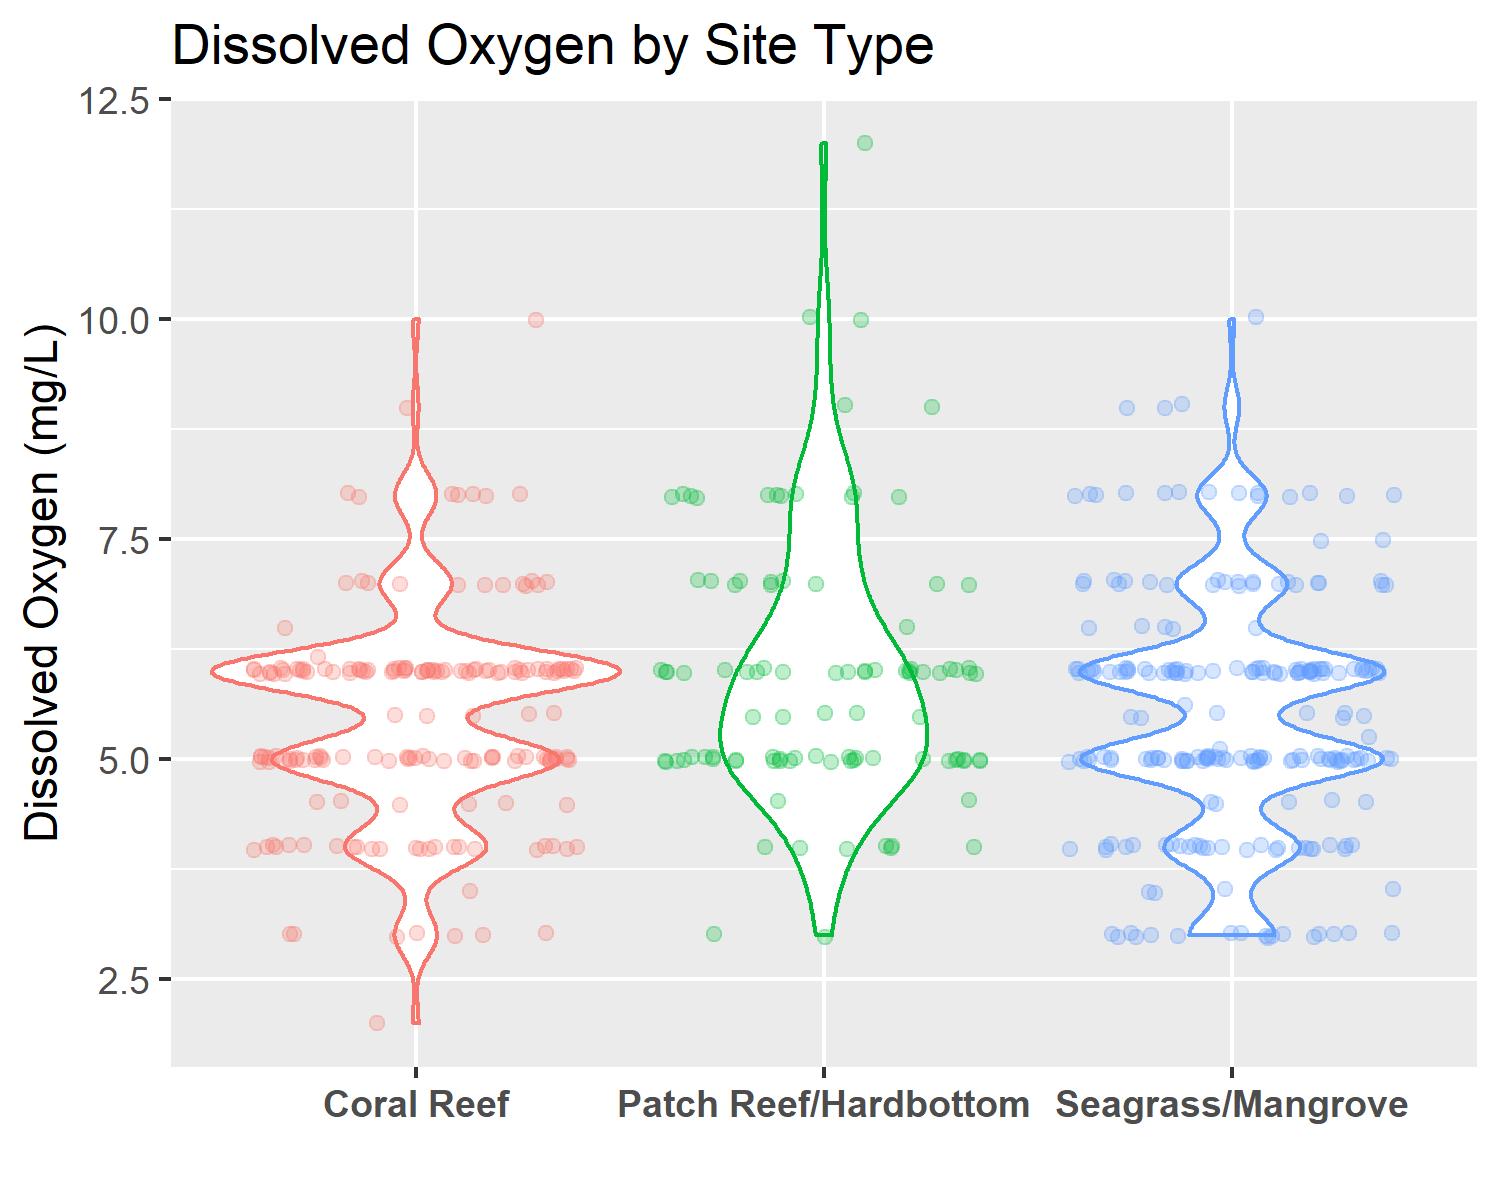 Dissolved Oxygen by Site Type
12.5
10.0
7.5
5.0
2.5
Dissolved Oxygen (mg/L)
Coral Reef
Patch Reef/Hardbottom
Seagrass/Mangrove